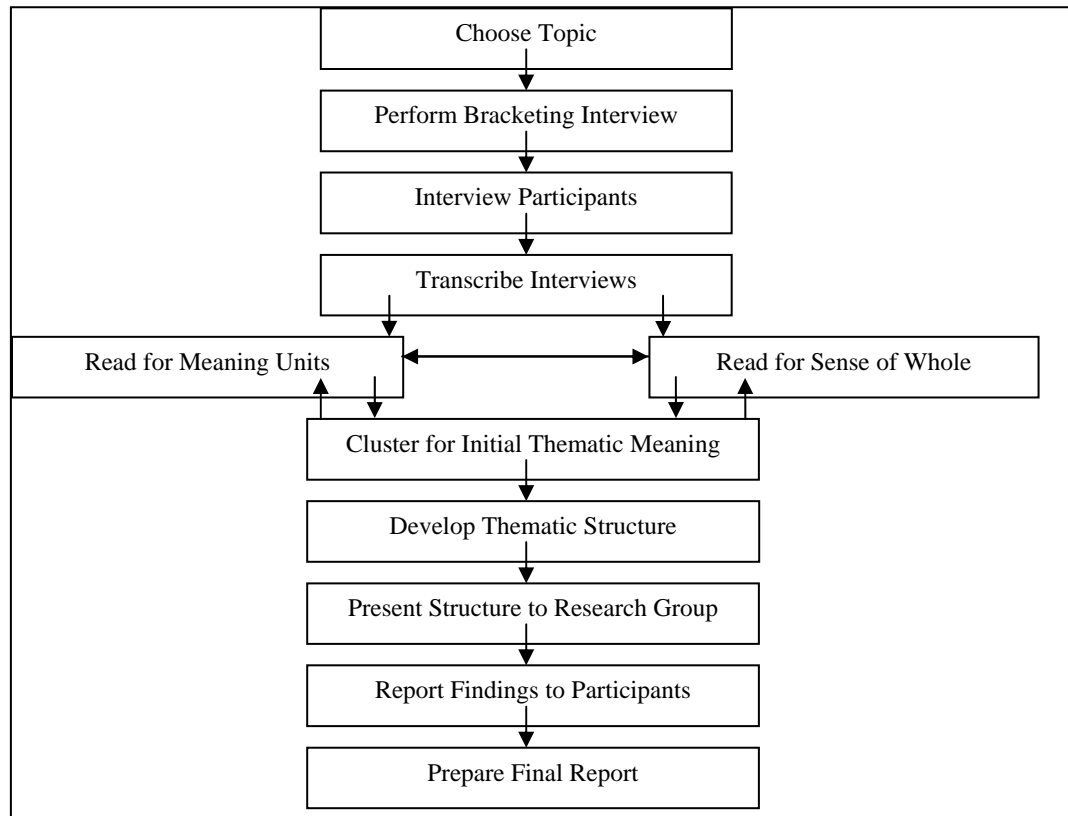 Choose Topic
Perform Bracketing Interview
Interview Participants
Transcribe Interviews
Read for Meaning Units
Read for Sense of Whole
Cluster for Initial Thematic Meaning
Develop Thematic Structure
Present Structure to Research Group
Report Findings to Participants
Prepare Final Report